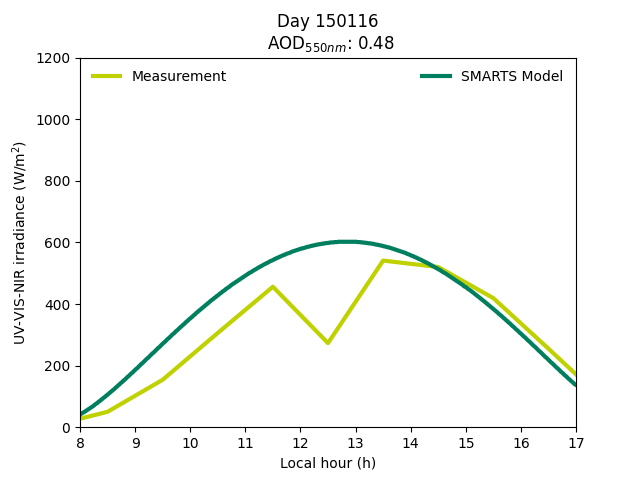 Day 150116
AOD550nm: 0.48
Measurement
SMARTS Model
UV-VIS-NIR irradiance (W/m²)
1200
1000
800
600
400
200
0
8 9 10 11 12 13 14 15 16 17
Local hour (h)